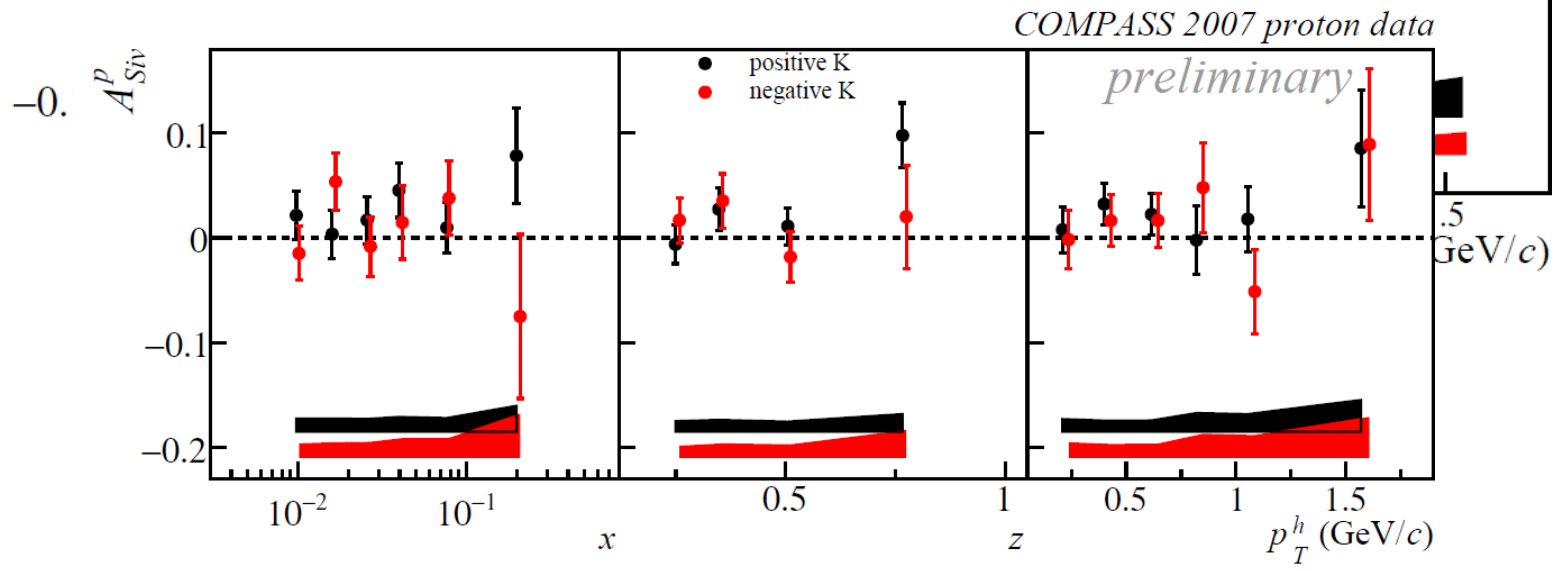 COMPASS 2007 proton data
preliminary
A^p_Siv
−0.
positive K
negative K
0.1
0
−0.1
−0.2
.5
GeV/c)
10^−2 10^−1
0.5 1
0.5 1 1.5
x
z
p_T^h (GeV/c)